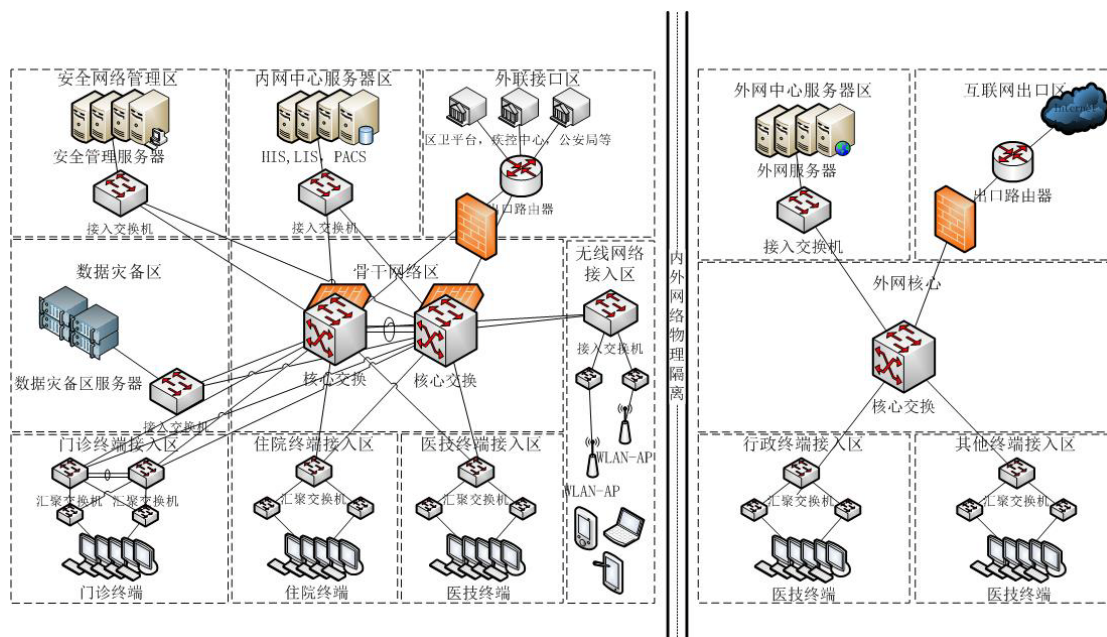 安全网络管理区
内网中心服务器区
外联接口区
安全管理服务器
HIS,LIS, PACS
区卫平台，疾控中心，公安局等
接入交换机
接入交换机
出口路由器
数据灾备区
骨干网络区
无线网络
接入区
数据灾备区服务器
接入交换机
核心交换
核心交换
接入交换机
WLAN-AP
WLAN-AP
门诊终端接入区
住院终端接入区
医技终端接入区
汇聚交换机
汇聚交换机
汇聚交换机
汇聚交换机
门诊终端
住院终端
医技终端
内外网络物理隔离
外网中心服务器区
互联网出口区
Internet
外网服务器
出口路由器
接入交换机
外网核心
核心交换
行政终端接入区
其他终端接入区
汇聚交换机
汇聚交换机
医技终端
医技终端